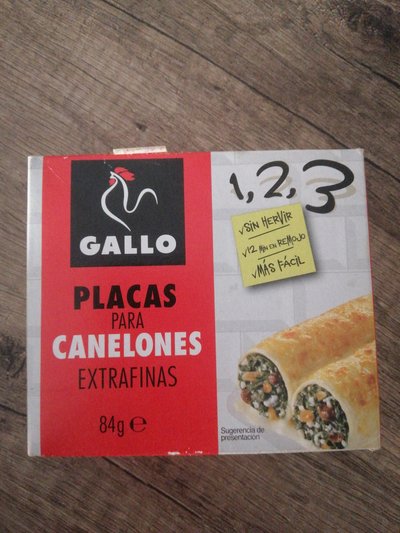 GALLO
PLACAS
PARA
CANELONES
EXTRAFINAS
84g ℮
1, 2, 3
√SIN HERVIR
√12 MIN EN REMOJO
√MÁS FÁCIL
Sugerencia de
presentación